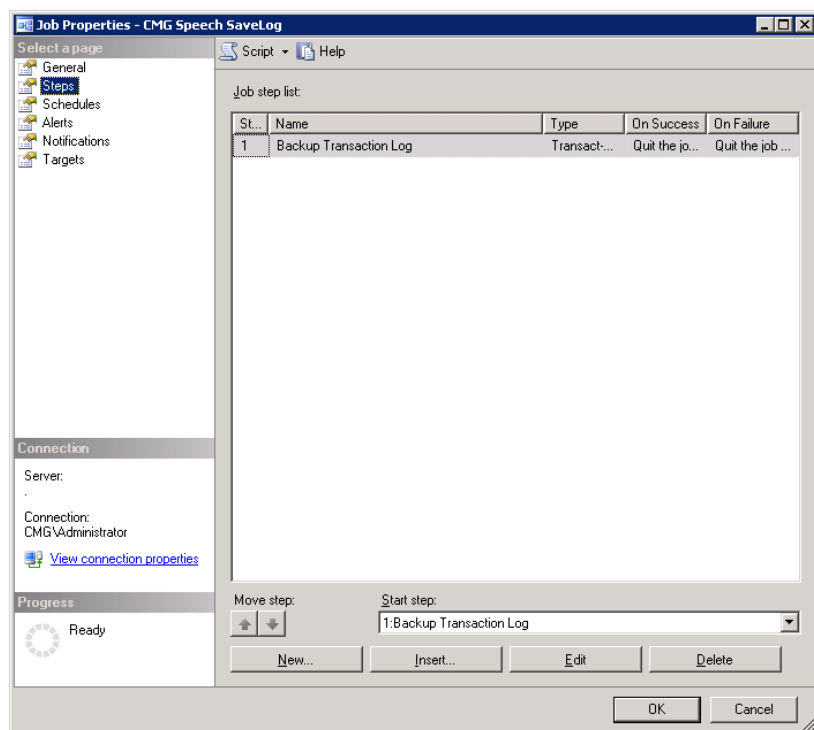 Job Properties - CMG Speech SaveLog
Select a page
General
Steps
Schedules
Alerts
Notifications
Targets
Script Help
Job step list:
St... Name Type On Success On Failure
1 Backup Transaction Log Transact-... Quit the jo... Quit the job ...
Connection
Server:
.
Connection:
CMG\Administrator
View connection properties
Progress
Ready
Move step: Start step:
1:Backup Transaction Log
New... Insert... Edit Delete
OK Cancel